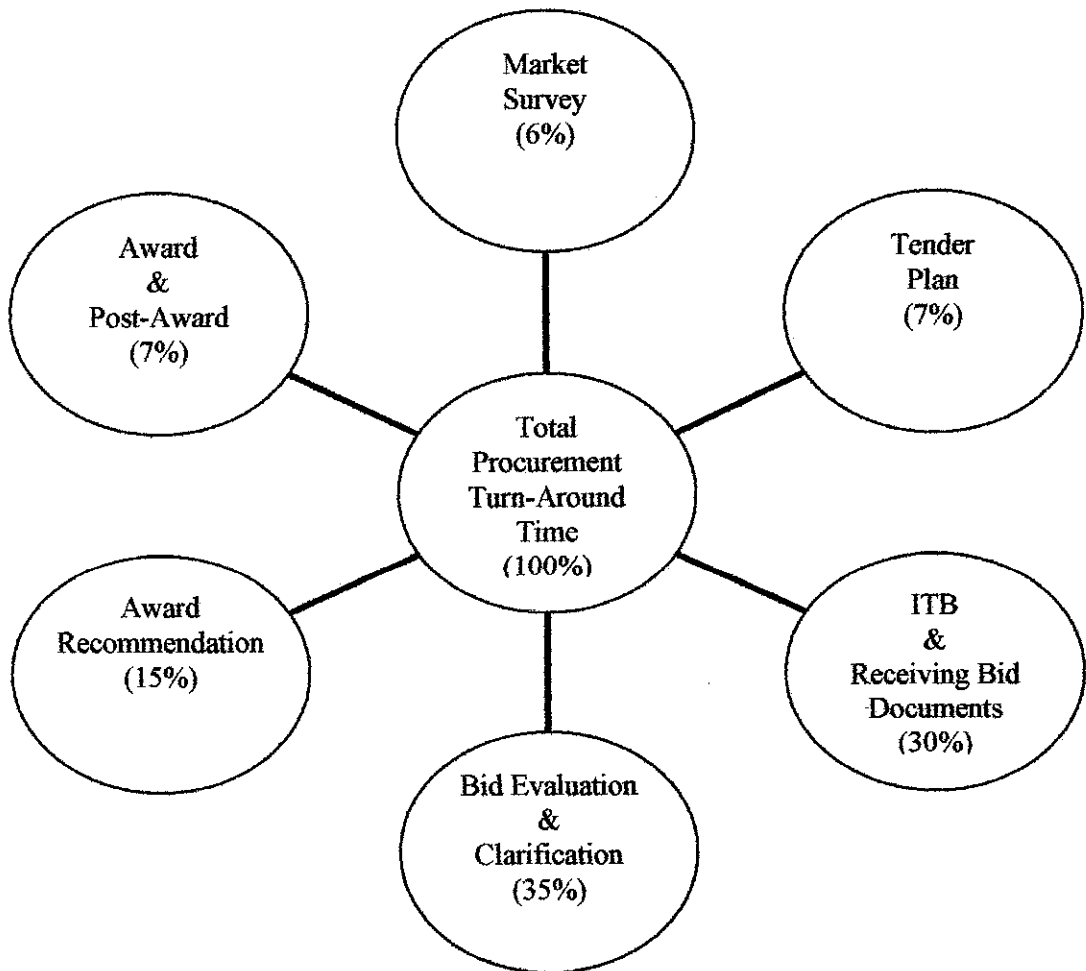 Market
Survey
(6%)
Tender
Plan
(7%)
ITB
&
Receiving Bid
Documents
(30%)
Bid Evaluation
&
Clarification
(35%)
Award
Recommendation
(15%)
Award
&
Post-Award
(7%)
Total
Procurement
Turn-Around
Time
(100%)